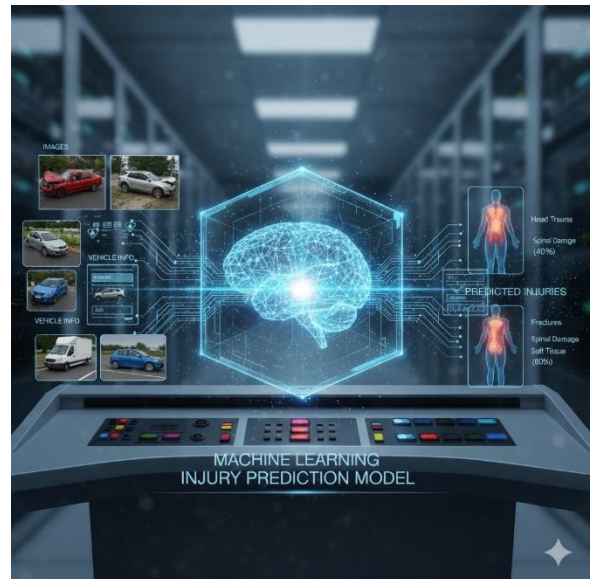 IMAGES
VEHICLE INFO
VEHICLE INFO
Head Trauma
Spinal Damage
(40%)
PREDICTED INJURIES
Fractures
Spinal Damage
Soft Tissue
(60%)
MACHINE LEARNING
INJURY PREDICTION MODEL